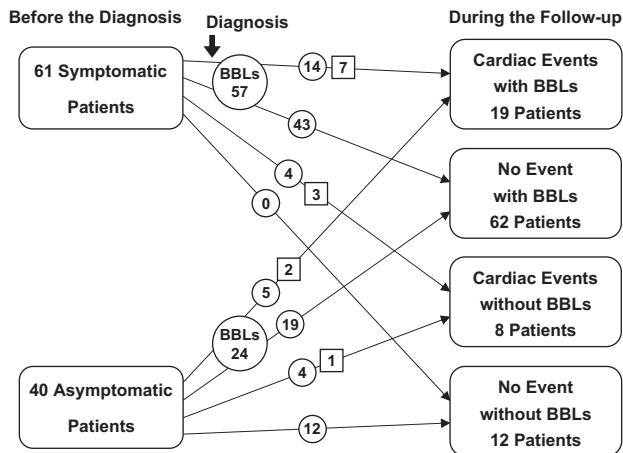 Before the Diagnosis
Diagnosis
During the Follow-up
61 Symptomatic
Patients
BBLs
57
14
7
43
4
3
0
Cardiac Events
with BBLs
19 Patients
No Event
with BBLs
62 Patients
2
5
BBLs
24
19
4
1
12
Cardiac Events
without BBLs
8 Patients
40 Asymptomatic
Patients
No Event
without BBLs
12 Patients